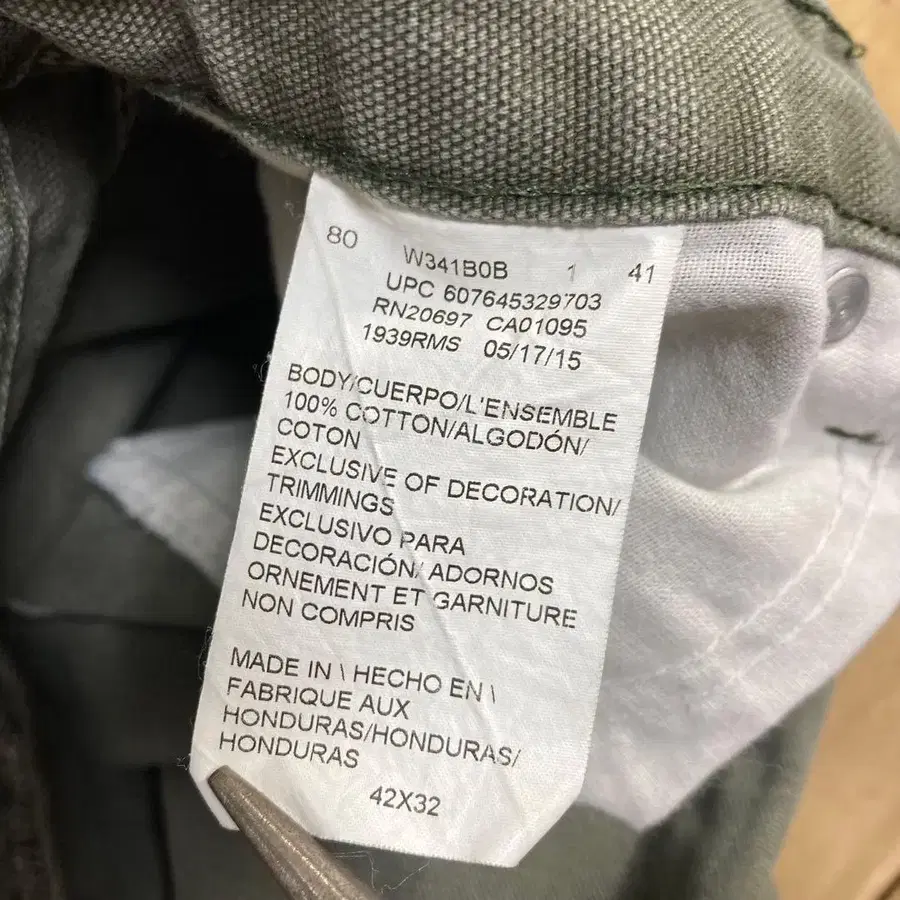 80 W341B0B 1 41
UPC 607645329703
RN20697 CA01095
1939RMS 05/17/15
BODY/CUERPO/L'ENSEMBLE
100% COTTON/ALGODÓN/
COTON
EXCLUSIVE OF DECORATION/
TRIMMINGS
EXCLUSIVO PARA
DECORACIÓN/ ADORNOS
ORNEMENT ET GARNITURE
NON COMPRIS
MADE IN \ HECHO EN \
FABRIQUE AUX
HONDURAS/HONDURAS/
HONDURAS
42X32